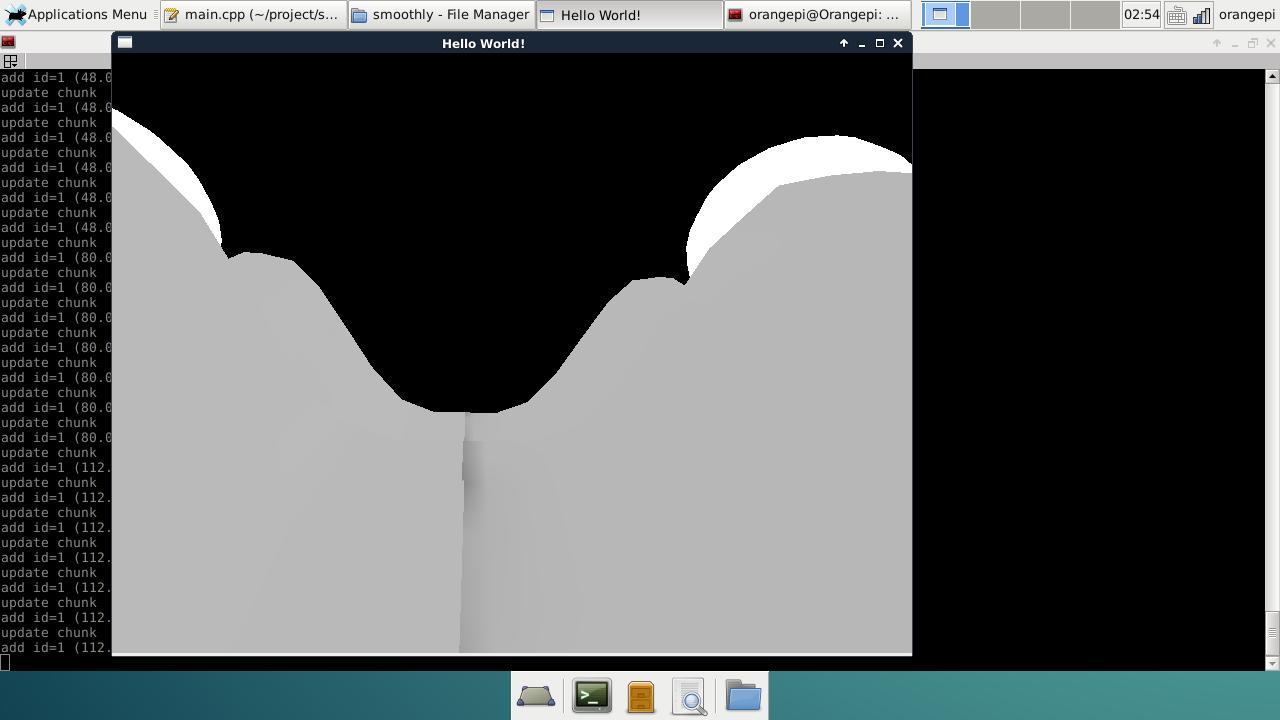 Applications Menu
main.cpp (~/project/s...
smoothly - File Manager
Hello World!
orangepi@Orangepi: ...
02:54
orangepi
Hello World!
add id=1 (48.0
update chunk
add id=1 (48.0
update chunk
add id=1 (48.0
update chunk
add id=1 (48.0
update chunk
add id=1 (48.0
update chunk
add id=1 (48.0
update chunk
add id=1 (80.0
update chunk
add id=1 (80.0
update chunk
add id=1 (80.0
update chunk
add id=1 (80.0
update chunk
add id=1 (80.0
update chunk
add id=1 (80.0
update chunk
add id=1 (80.0
update chunk
add id=1 (112.
update chunk
add id=1 (112.
update chunk
add id=1 (112.
update chunk
add id=1 (112.
update chunk
add id=1 (112.
update chunk
add id=1 (112.
update chunk
add id=1 (112.